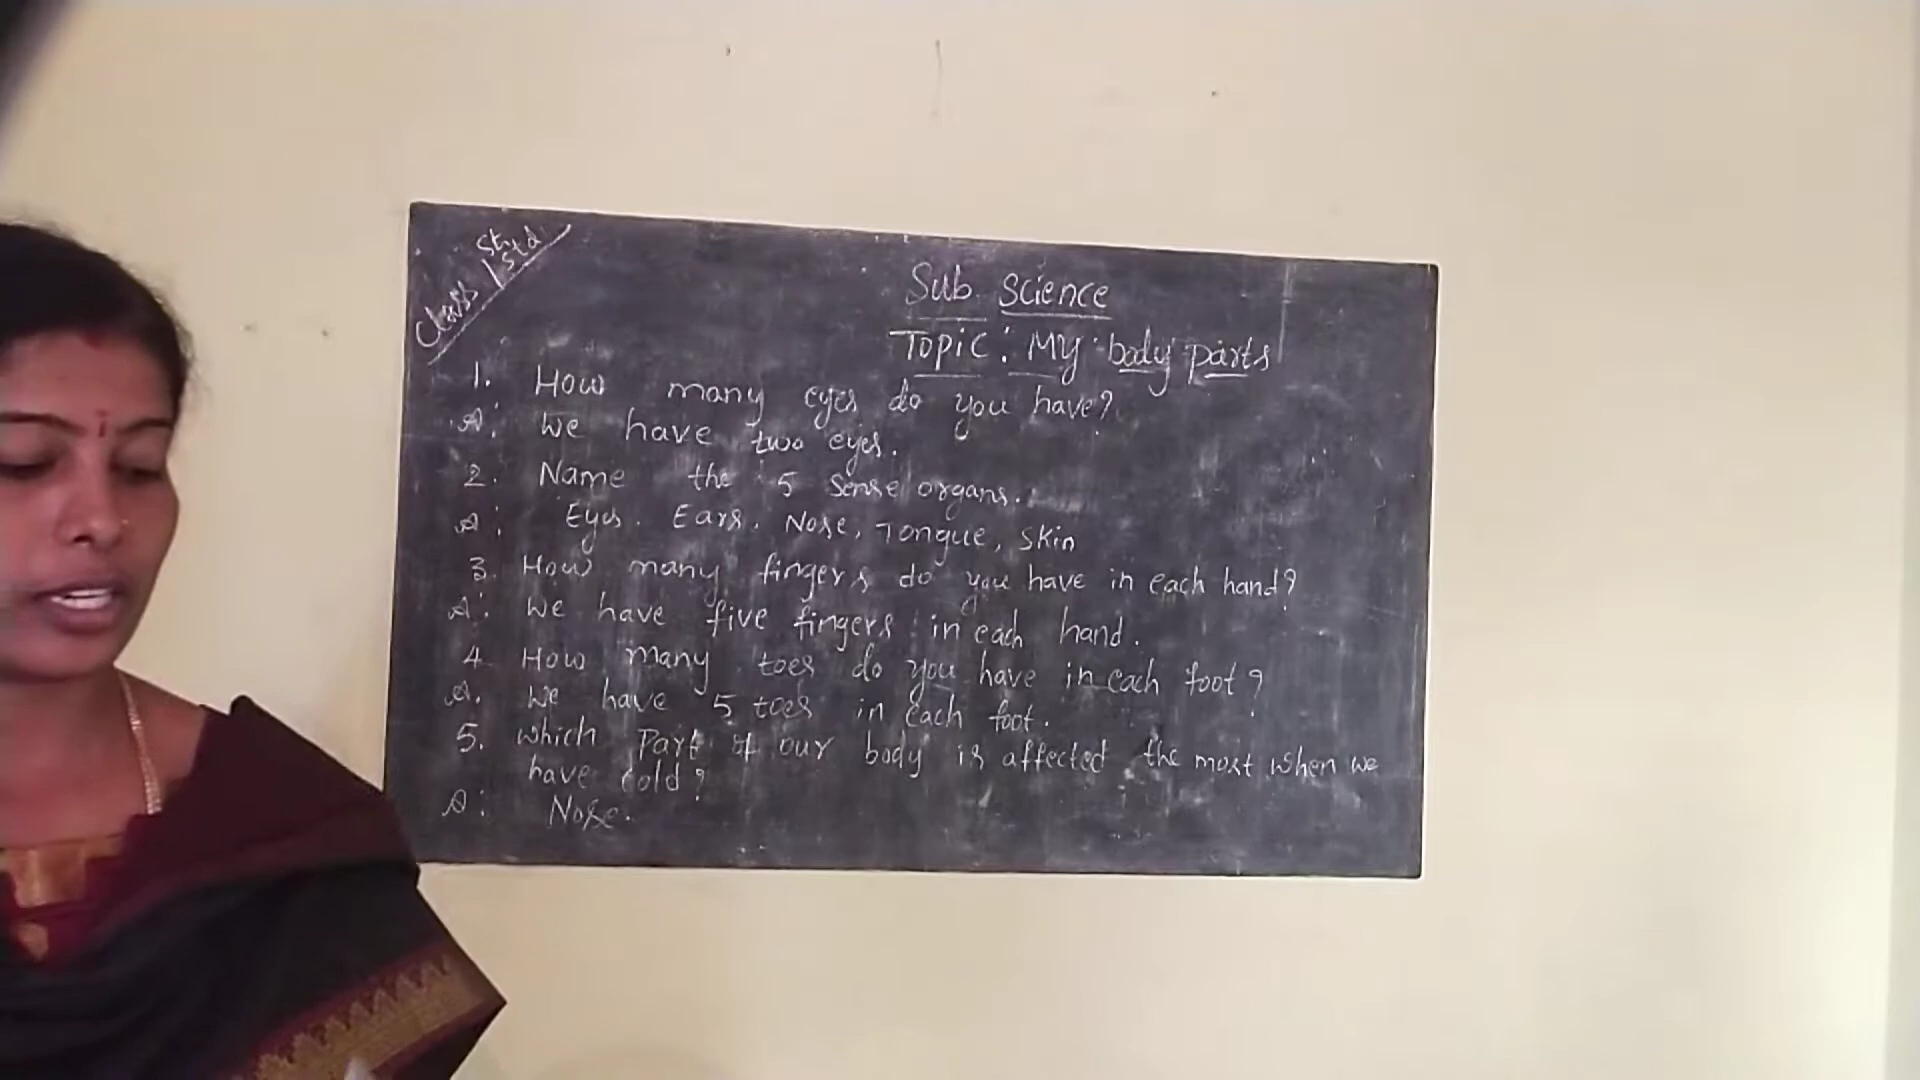 Class 1st std
Sub science
Topic: My body parts
1. How many eyes do you have?
A: We have two eyes.
2. Name the 5 sense organs.
A: Eyes. Ears. Nose, Tongue, Skin
3. How many fingers do you have in each hand?
A: We have five fingers in each hand.
4. How many toes do you have in each foot?
A. We have 5 toes in each foot.
5. which part of our body is affected the most when we
have cold?
A: Nose.